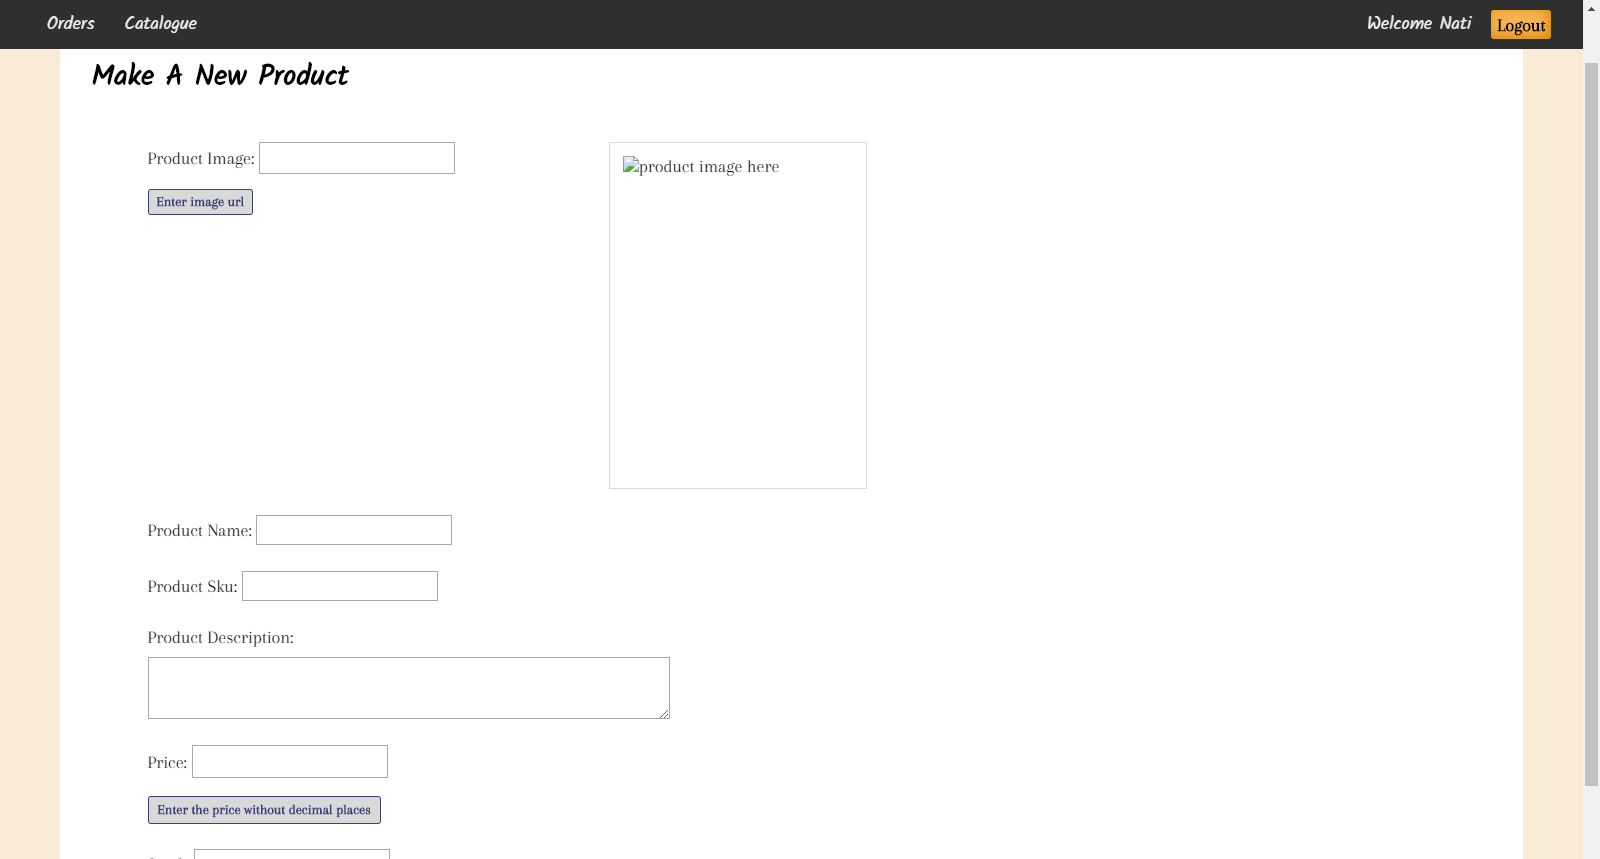 Orders Catalogue Welcome Nati Logout
Make A New Product
Product Image:
product image here
Enter image url
Product Name:
Product Sku:
Product Description:
Price:
Enter the price without decimal places